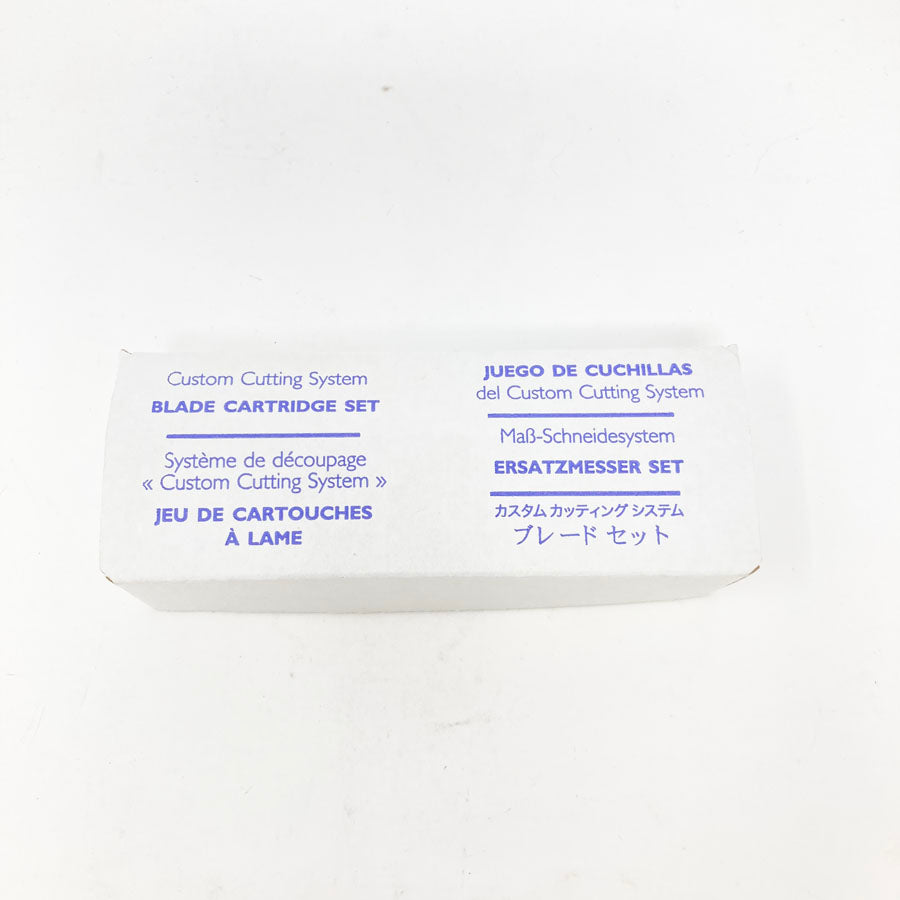 Custom Cutting System
BLADE CARTRIDGE SET
Système de découpage
« Custom Cutting System »
JEU DE CARTOUCHES
À LAME
JUEGO DE CUCHILLAS
del Custom Cutting System
Maß-Schneidesystem
ERSATZMESSER SET
カスタム カッティング システム
ブレード セット